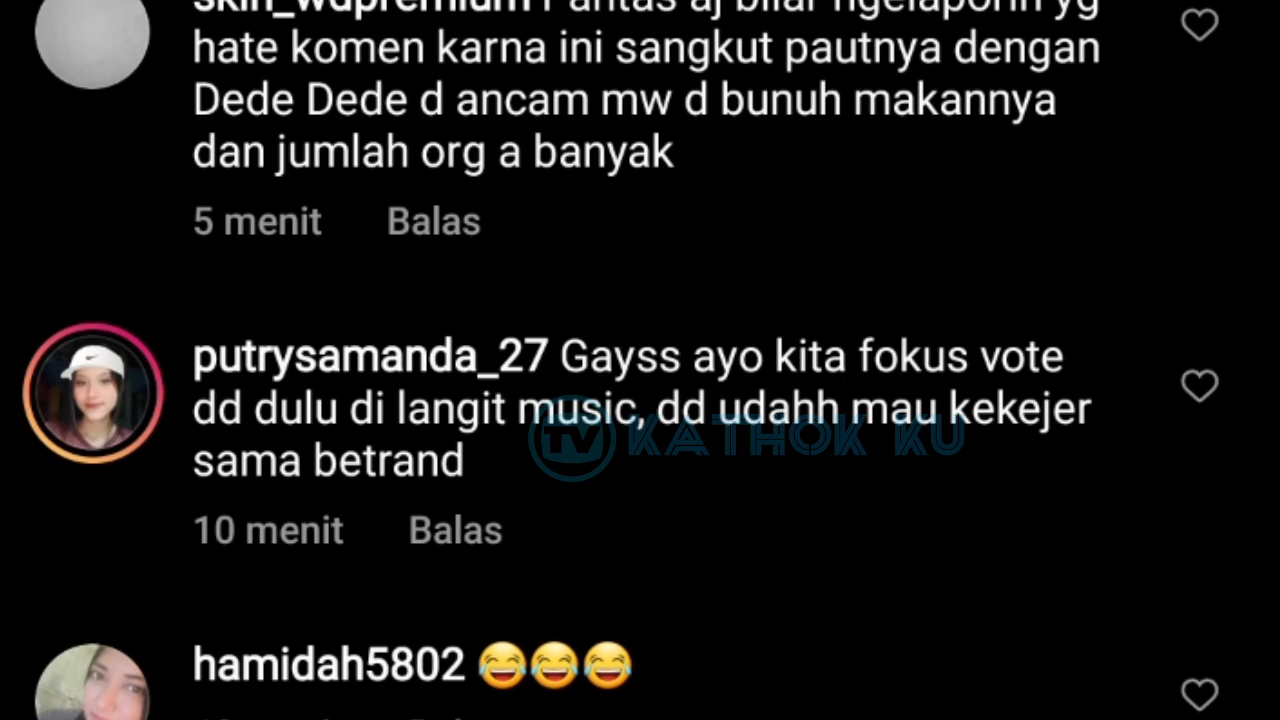 skin_wdpremium Pantas aj bilar ngelaporin yg
hate komen karna ini sangkut pautnya dengan
Dede Dede d ancam mw d bunuh makannya
dan jumlah org a banyak
5 menit Balas
putrysamanda_27 Gayss ayo kita fokus vote
dd dulu di langit music, dd udahh mau kekejer
sama betrand
TV KATHOK KU
10 menit Balas
hamidah5802 😂😂😂